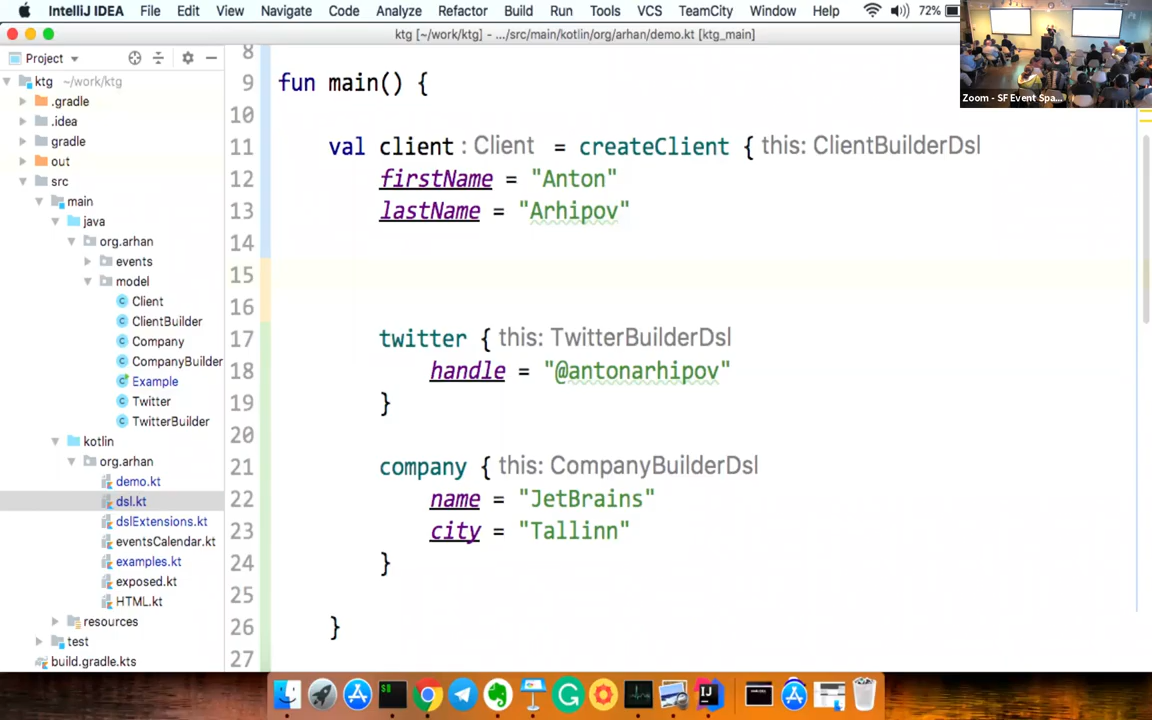 IntelliJ IDEA File Edit View Navigate Code Analyze Refactor Build Run Tools VCS TeamCity Window Help 72%
ktg [~/work/ktg] - .../src/main/kotlin/org/arhan/demo.kt [ktg_main]
Zoom - SF Event Spa...
Project
ktg ~/work/ktg
.gradle
.idea
gradle
out
src
main
java
org.arhan
events
model
Client
ClientBuilder
Company
CompanyBuilder
Example
Twitter
TwitterBuilder
kotlin
org.arhan
demo.kt
dsl.kt
dslExtensions.kt
eventsCalendar.kt
examples.kt
exposed.kt
HTML.kt
resources
test
build.gradle.kts
8
9 fun main() {
10
11 val client : Client = createClient { this: ClientBuilderDsl
12 firstName = "Anton"
13 lastName = "Arhipov"
14
15
16
17 twitter { this: TwitterBuilderDsl
18 handle = "@antonarhipov"
19 }
20
21 company { this: CompanyBuilderDsl
22 name = "JetBrains"
23 city = "Tallinn"
24 }
25
26 }
27